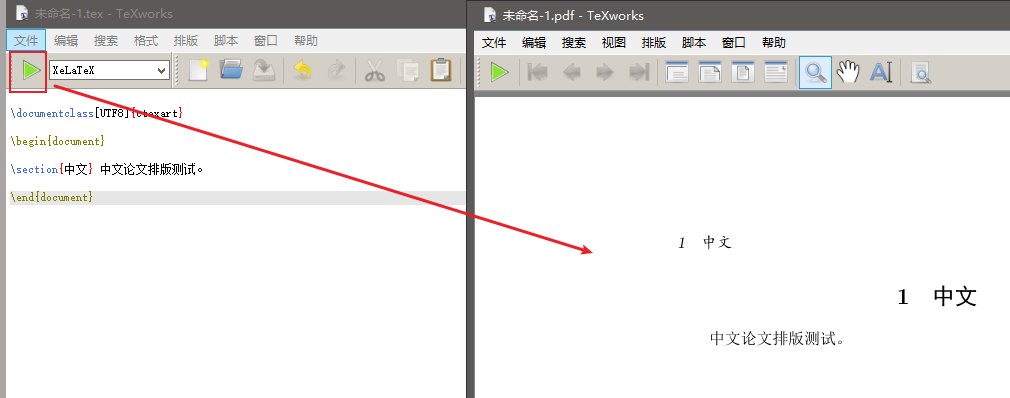 未命名-1.tex - TeXworks
文件 编辑 搜索 格式 排版 脚本 窗口 帮助
XeLaTeX
\documentclass[UTF8]{ctexart}
\begin{document}
\section{中文} 中文论文排版测试。
\end{document}
未命名-1.pdf - TeXworks
文件 编辑 搜索 视图 排版 脚本 窗口 帮助
1 中文
1 中文
中文论文排版测试。